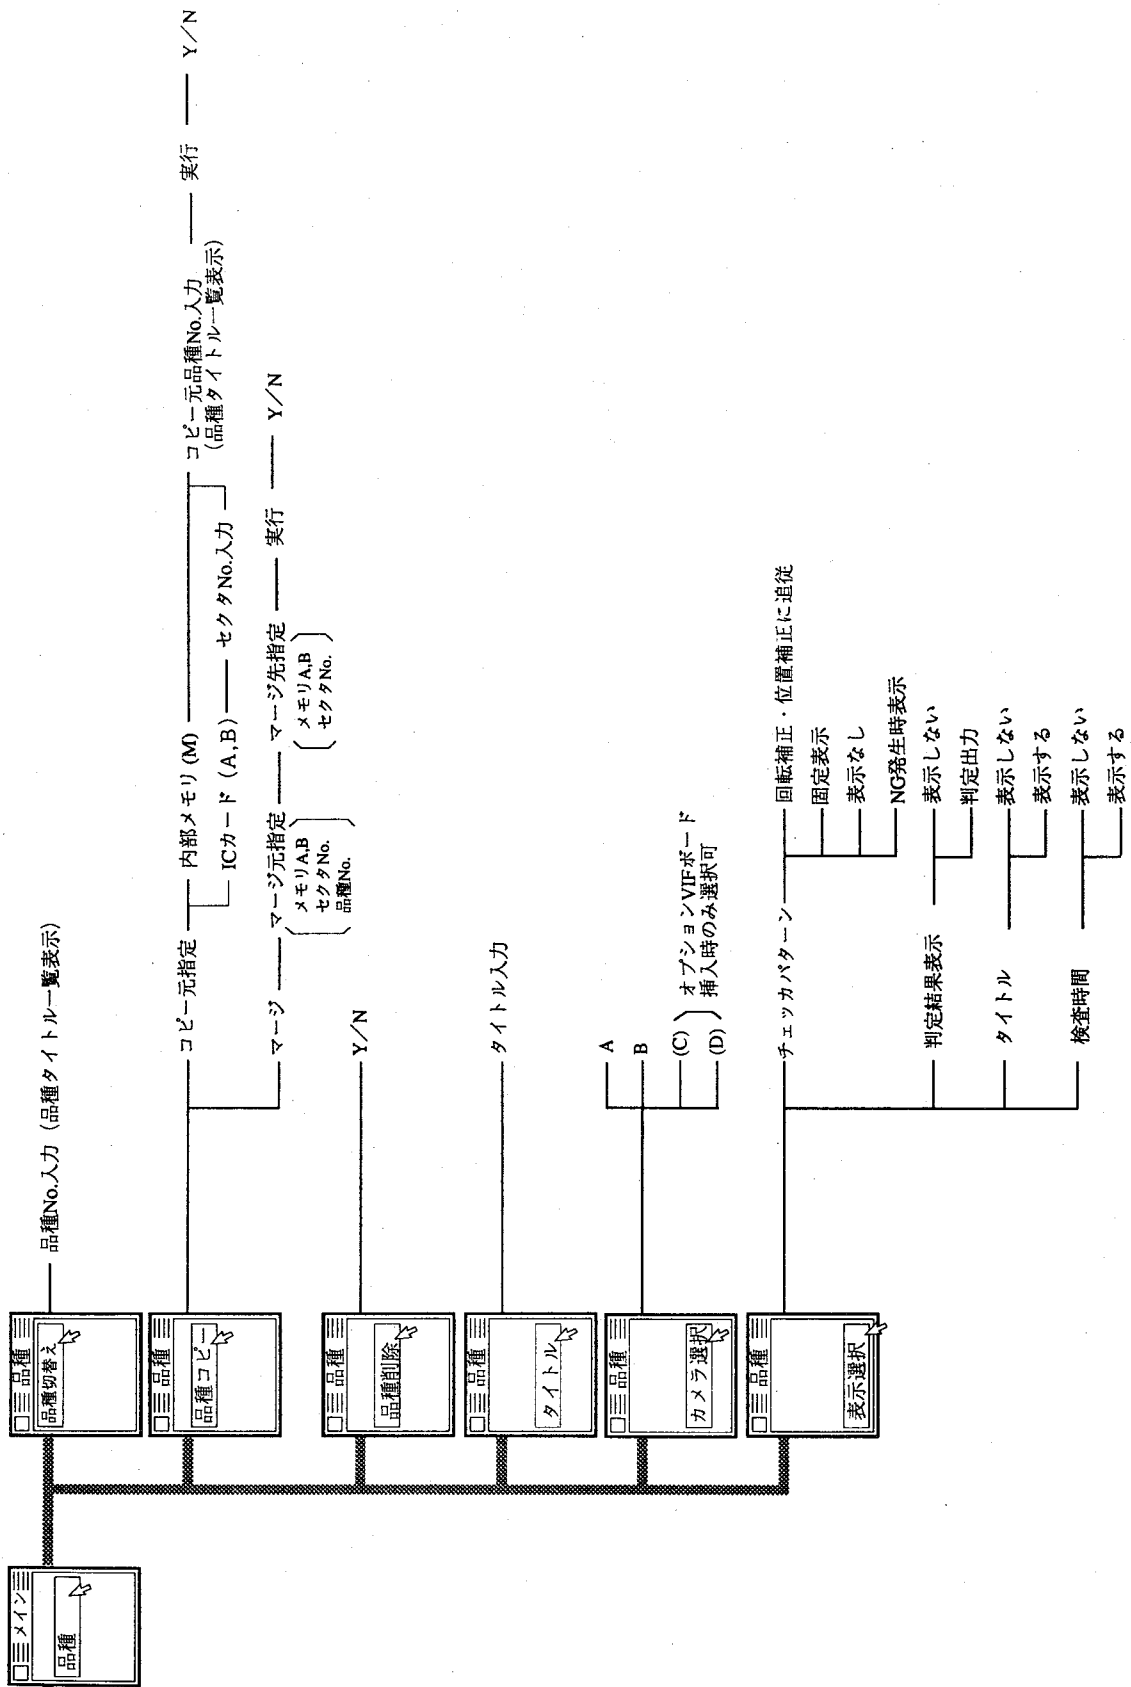 メイン
品種
品種
品種切替え
品種No.入力 (品種タイトル一覧表示)
品種
品種コピー
コピー元指定
内部メモリ (M)
コピー元品種No.入力
(品種タイトル一覧表示)
実行
Y/N
ICカード (A,B)
セクタNo.入力
マージ
マージ元指定
メモリA,B
セクタNo.
品種No.
マージ先指定
メモリA,B
セクタNo.
実行
Y/N
品種
品種削除
Y/N
品種
タイトル
タイトル入力
品種
カメラ選択
A
B
(C)
(D)
オプションVIFボード
挿入時のみ選択可
品種
表示選択
チェッカパターン
回転補正・位置補正に追従
固定表示
表示なし
NG発生時表示
判定結果表示
表示しない
判定出力
タイトル
表示しない
表示する
検査時間
表示しない
表示する